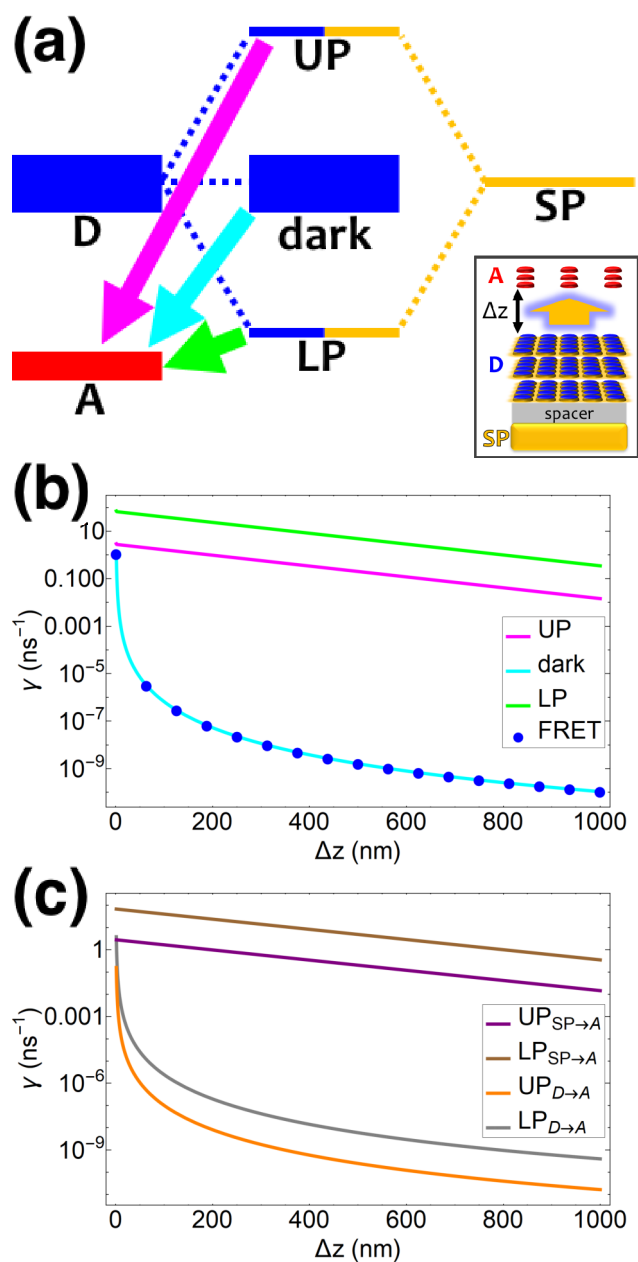 (a)
UP
D
dark
SP
LP
A
A
Δz
D
spacer
SP
(b)
10
0.100
0.001
10⁻⁵
10⁻⁷
10⁻⁹
γ (ns⁻¹)
UP
dark
LP
FRET
0 200 400 600 800 1000
Δz (nm)
(c)
1
0.001
10⁻⁶
10⁻⁹
γ (ns⁻¹)
UP_SP→A
LP_SP→A
UP_D→A
LP_D→A
0 200 400 600 800 1000
Δz (nm)